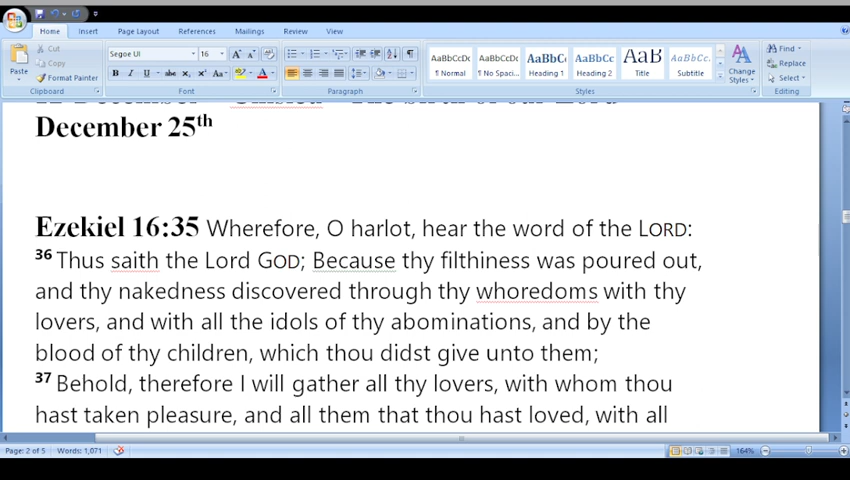 Home Insert Page Layout References Mailings Review View
Cut
Copy
Format Painter
Paste
Clipboard
Segoe UI 16
Font
Paragraph
AaBbCcDc AaBbCcDc AaBbC AaBbCc AaB AaBbCc.
¶ Normal ¶ No Spaci... Heading 1 Heading 2 Title Subtitle
Change Styles
Styles
Find
Replace
Select
Editing
December 25th
Ezekiel 16:35 Wherefore, O harlot, hear the word of the LORD:
36 Thus saith the Lord GOD; Because thy filthiness was poured out,
and thy nakedness discovered through thy whoredoms with thy
lovers, and with all the idols of thy abominations, and by the
blood of thy children, which thou didst give unto them;
37 Behold, therefore I will gather all thy lovers, with whom thou
hast taken pleasure, and all them that thou hast loved, with all
Page: 2 of 5 Words: 1,071 164%